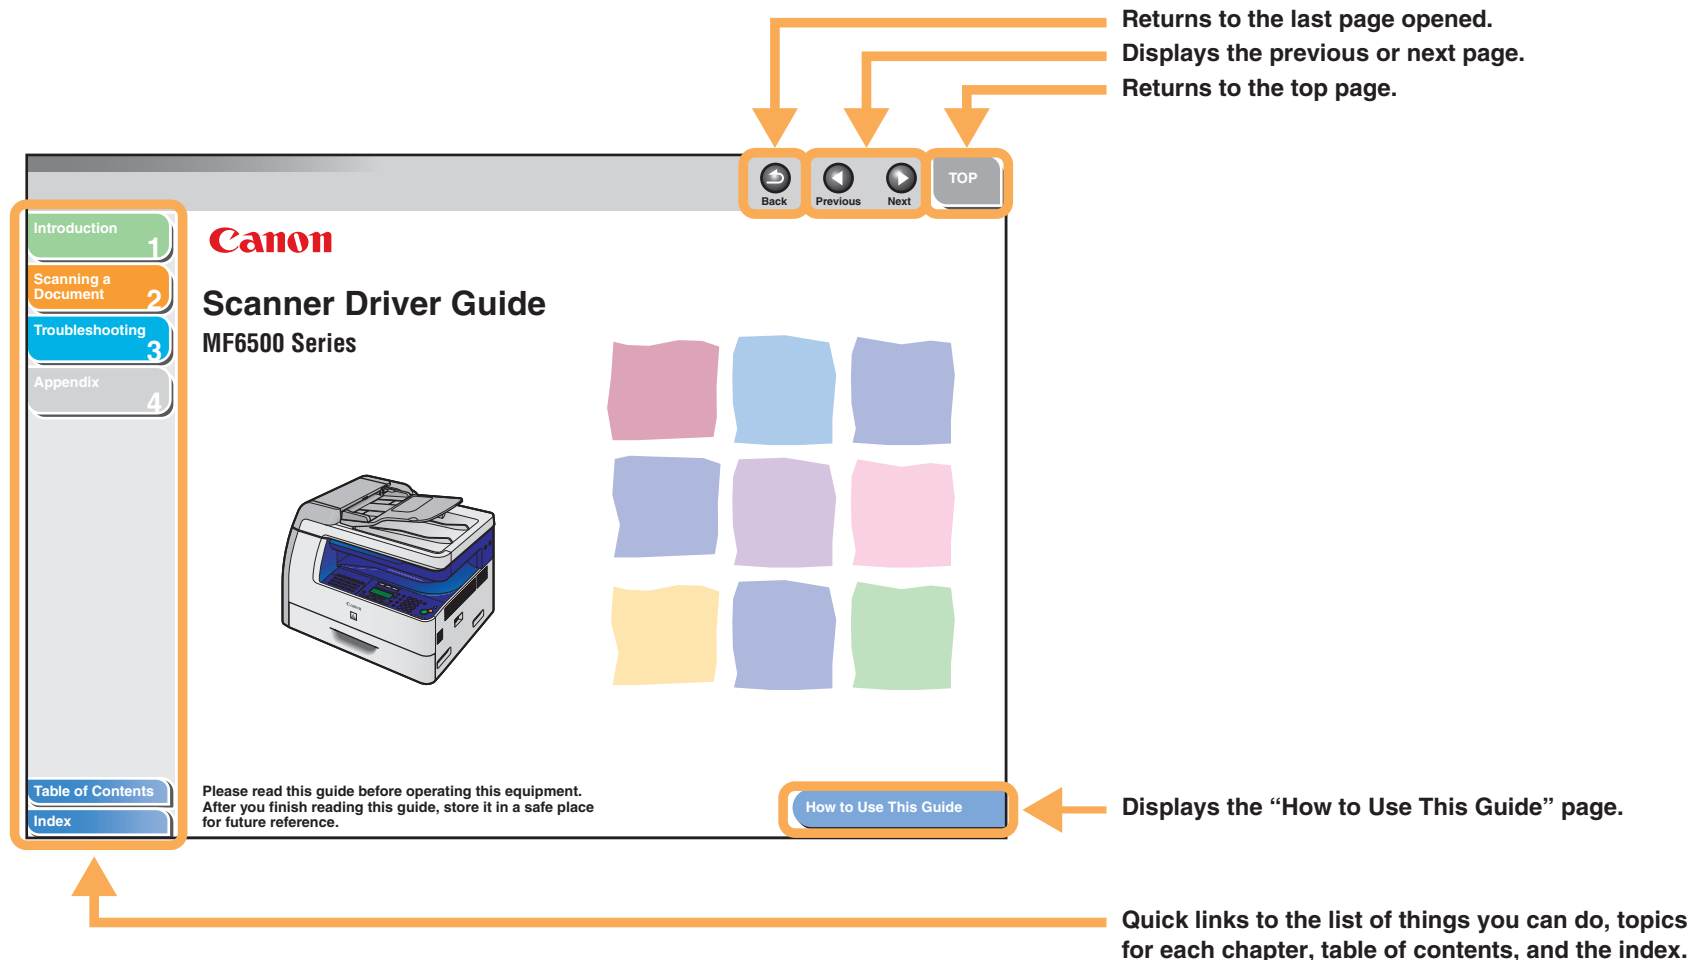 Returns to the last page opened.
Displays the previous or next page.
Returns to the top page.
Back
Previous
Next
TOP
Introduction
1
Scanning a
Document
2
Troubleshooting
3
Appendix
4
Canon
Scanner Driver Guide
MF6500 Series
Canon
Table of Contents
Index
Please read this guide before operating this equipment.
After you finish reading this guide, store it in a safe place
for future reference.
How to Use This Guide
Displays the “How to Use This Guide” page.
Quick links to the list of things you can do, topics
for each chapter, table of contents, and the index.